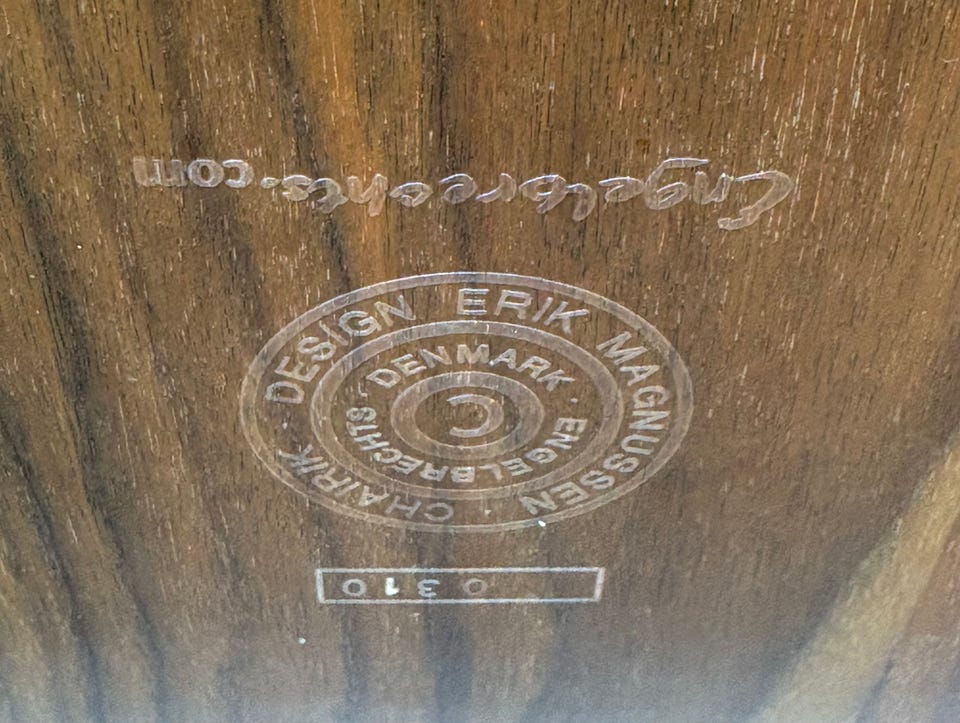 Engelbrechts.com
DESIGN ERIK MAGNUSSEN · CHAIRIK
DENMARK · ENGELBRECHTS ·
C
0310